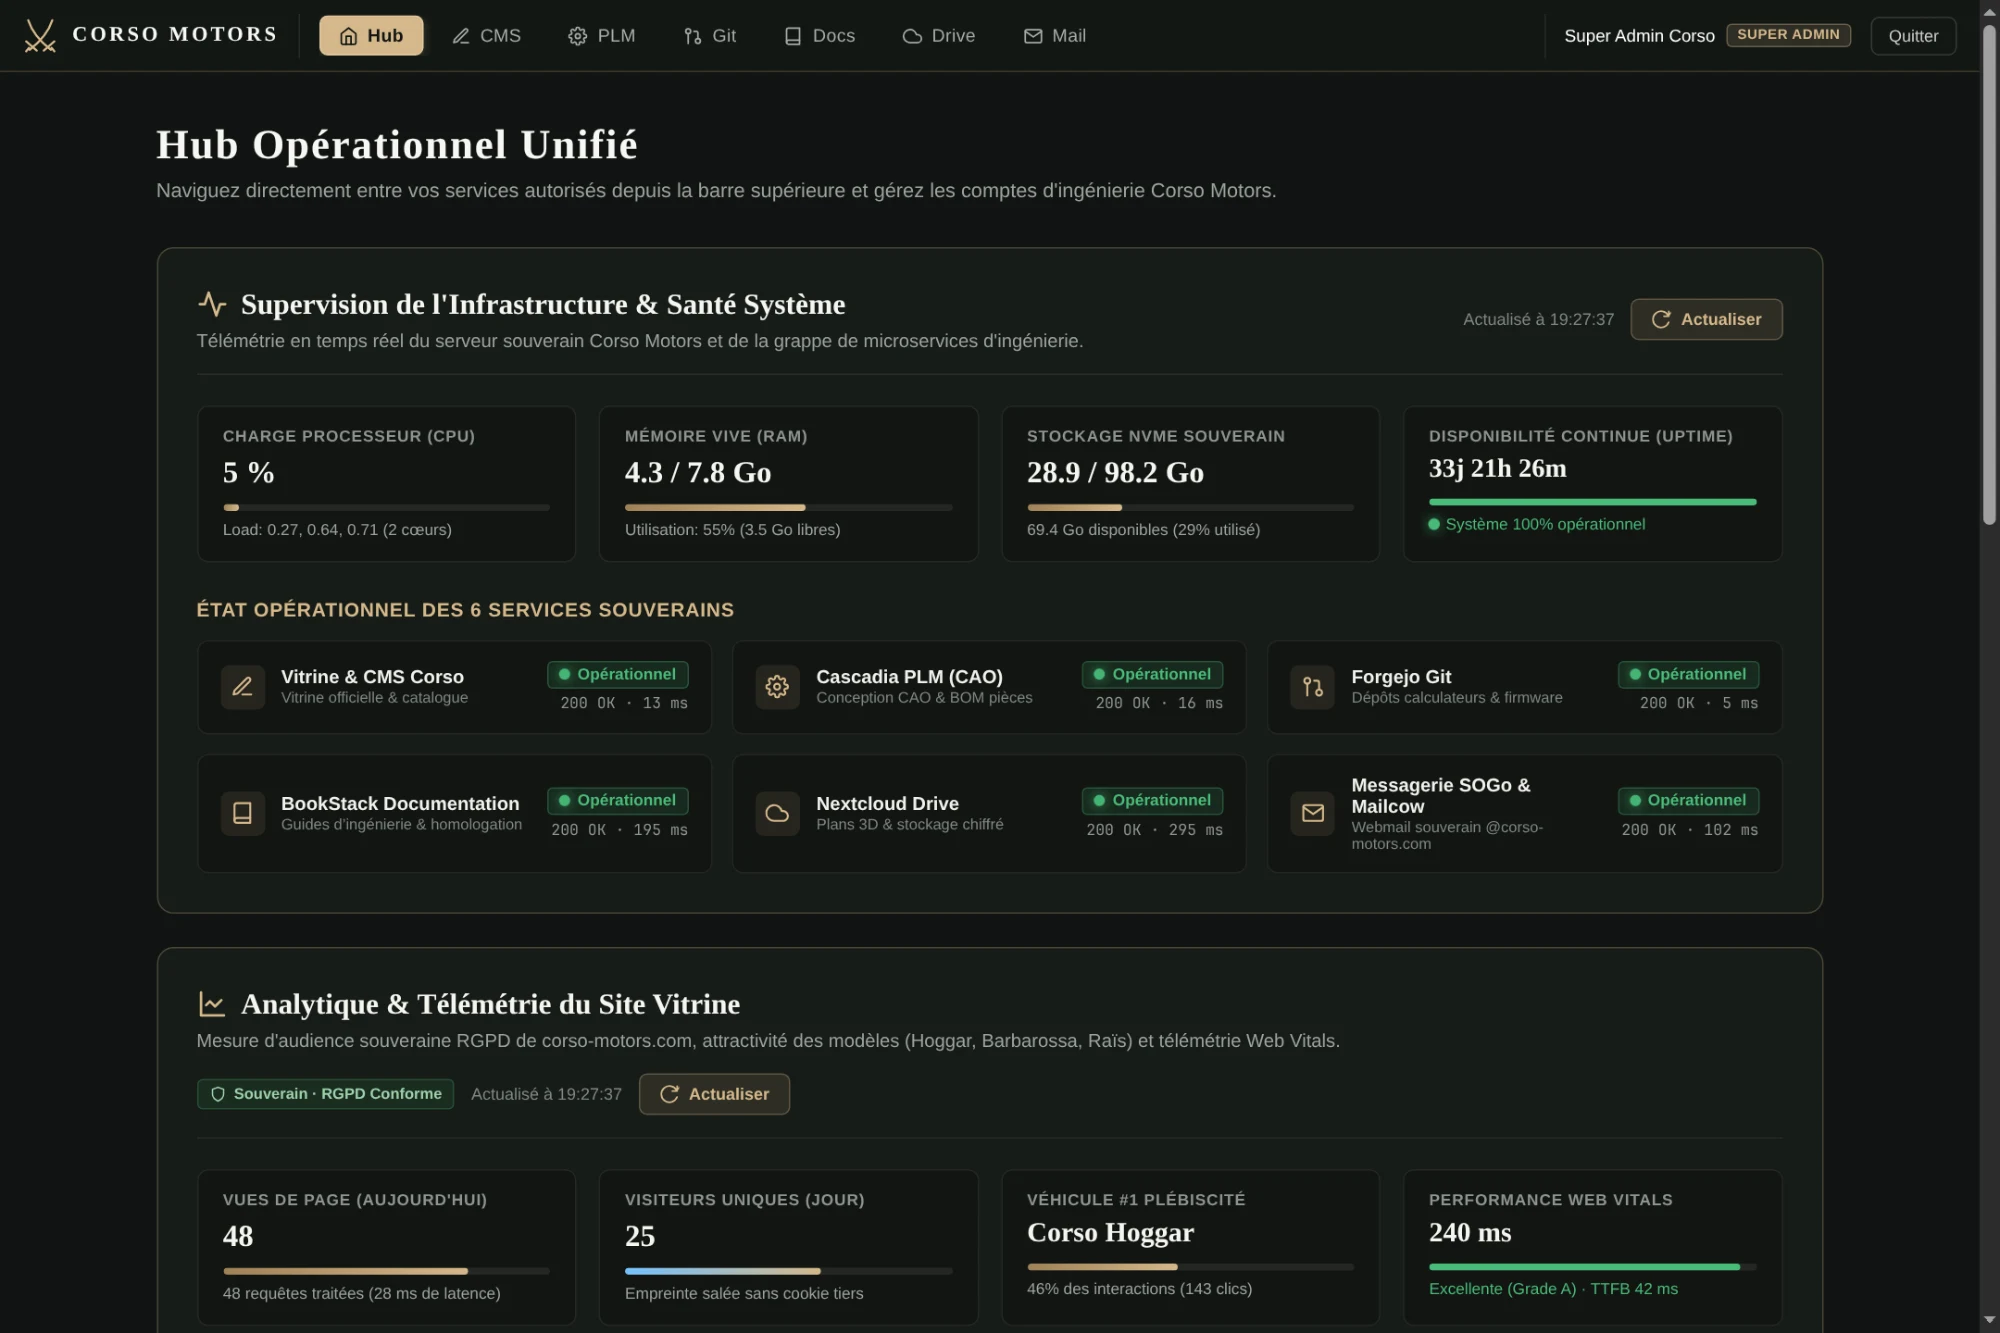 CORSO MOTORS
Hub
CMS
PLM
Git
Docs
Drive
Mail
Super Admin Corso
SUPER ADMIN
Quitter
Hub Opérationnel Unifié
Naviguez directement entre vos services autorisés depuis la barre supérieure et gérez les comptes d'ingénierie Corso Motors.
Supervision de l'Infrastructure & Santé Système
Télémétrie en temps réel du serveur souverain Corso Motors et de la grappe de microservices d'ingénierie.
Actualisé à 19:27:37
Actualiser
CHARGE PROCESSEUR (CPU)
5 %
Load: 0.27, 0.64, 0.71 (2 cœurs)
MÉMOIRE VIVE (RAM)
4.3 / 7.8 Go
Utilisation: 55% (3.5 Go libres)
STOCKAGE NVME SOUVERAIN
28.9 / 98.2 Go
69.4 Go disponibles (29% utilisé)
DISPONIBILITÉ CONTINUE (UPTIME)
33j 21h 26m
Système 100% opérationnel
ÉTAT OPÉRATIONNEL DES 6 SERVICES SOUVERAINS
Vitrine & CMS Corso
Vitrine officielle & catalogue
Opérationnel
200 OK · 13 ms
Cascadia PLM (CAO)
Conception CAO & BOM pièces
Opérationnel
200 OK · 16 ms
Forgejo Git
Dépôts calculateurs & firmware
Opérationnel
200 OK · 5 ms
BookStack Documentation
Guides d'ingénierie & homologation
Opérationnel
200 OK · 195 ms
Nextcloud Drive
Plans 3D & stockage chiffré
Opérationnel
200 OK · 295 ms
Messagerie SOGo &
Mailcow
Webmail souverain @corso-
motors.com
Opérationnel
200 OK · 102 ms
Analytique & Télémétrie du Site Vitrine
Mesure d'audience souveraine RGPD de corso-motors.com, attractivité des modèles (Hoggar, Barbarossa, Raïs) et télémétrie Web Vitals.
Souverain · RGPD Conforme
Actualisé à 19:27:37
Actualiser
VUES DE PAGE (AUJOURD'HUI)
48
48 requêtes traitées (28 ms de latence)
VISITEURS UNIQUES (JOUR)
25
Empreinte salée sans cookie tiers
VÉHICULE #1 PLÉBISCITÉ
Corso Hoggar
46% des interactions (143 clics)
PERFORMANCE WEB VITALS
240 ms
Excellente (Grade A) · TTFB 42 ms